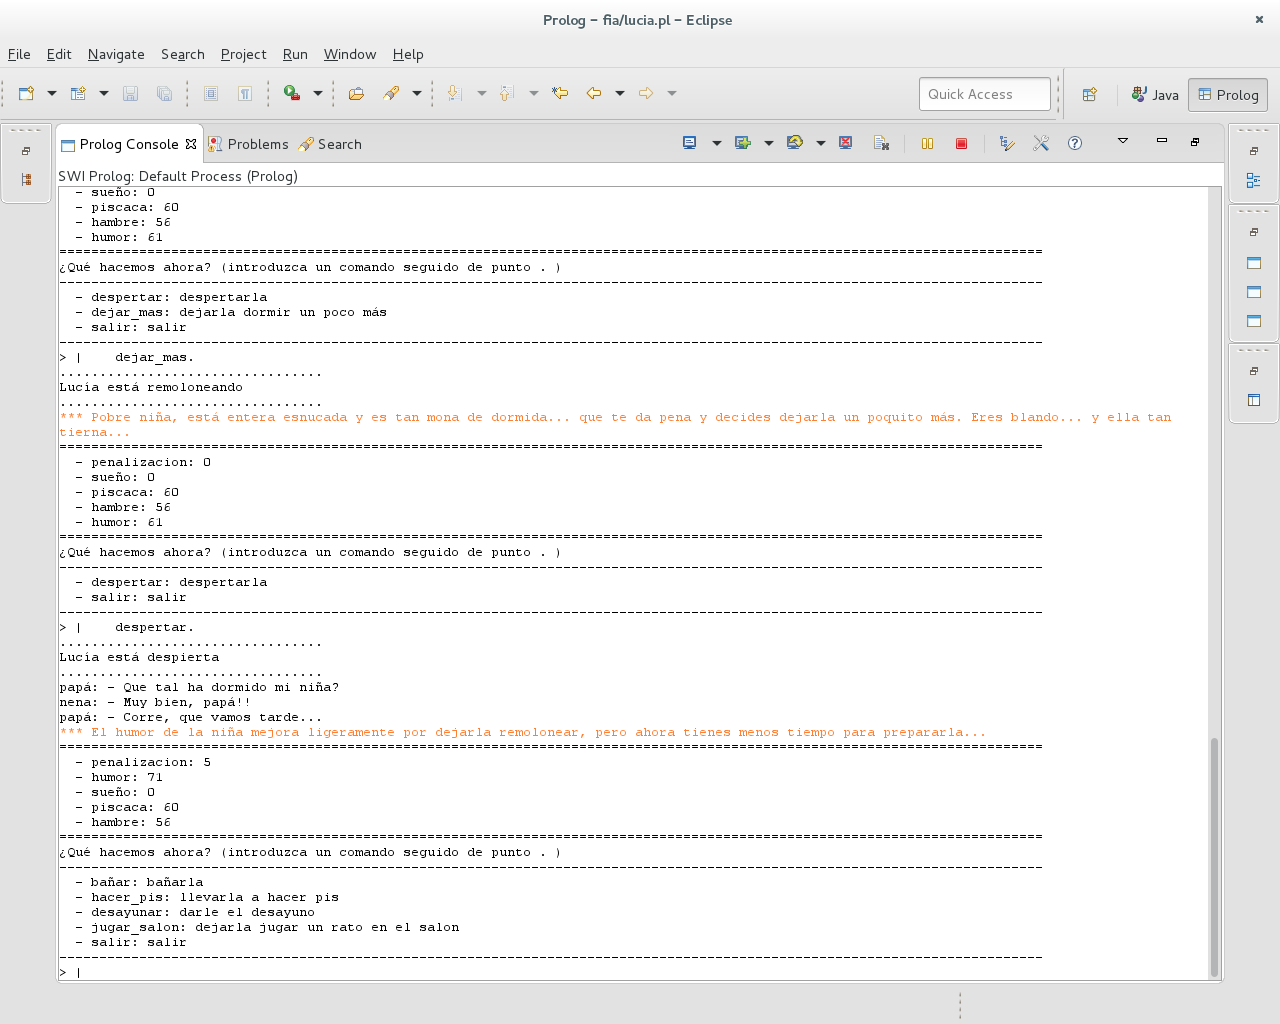 Prolog – fia/lucia.pl – Eclipse
File Edit Navigate Search Project Run Window Help
Quick Access
Java
Prolog
Prolog Console
Problems
Search
SWI Prolog: Default Process (Prolog)
- sueño: 0
- piscaca: 60
- hambre: 56
- humor: 61
¿Qué hacemos ahora? (introduzca un comando seguido de punto . )
- despertar: despertarla
- dejar_mas: dejarla dormir un poco más
- salir: salir
> | dejar_mas.
.................................
Lucía está remoloneando
.................................
*** Pobre niña, está entera esnucada y es tan mona de dormida... que te da pena y decides dejarla un poquito más. Eres blando... y ella tan
tierna...
- penalizacion: 0
- sueño: 0
- piscaca: 60
- hambre: 56
- humor: 61
¿Qué hacemos ahora? (introduzca un comando seguido de punto . )
- despertar: despertarla
- salir: salir
> | despertar.
.................................
Lucía está despierta
.................................
papá: - Que tal ha dormido mi niña?
nena: - Muy bien, papá!!
papá: - Corre, que vamos tarde...
*** El humor de la niña mejora ligeramente por dejarla remolonear, pero ahora tienes menos tiempo para prepararla...
- penalizacion: 5
- humor: 71
- sueño: 0
- piscaca: 60
- hambre: 56
¿Qué hacemos ahora? (introduzca un comando seguido de punto . )
- bañar: bañarla
- hacer_pis: llevarla a hacer pis
- desayunar: darle el desayuno
- jugar_salon: dejarla jugar un rato en el salon
- salir: salir
> |